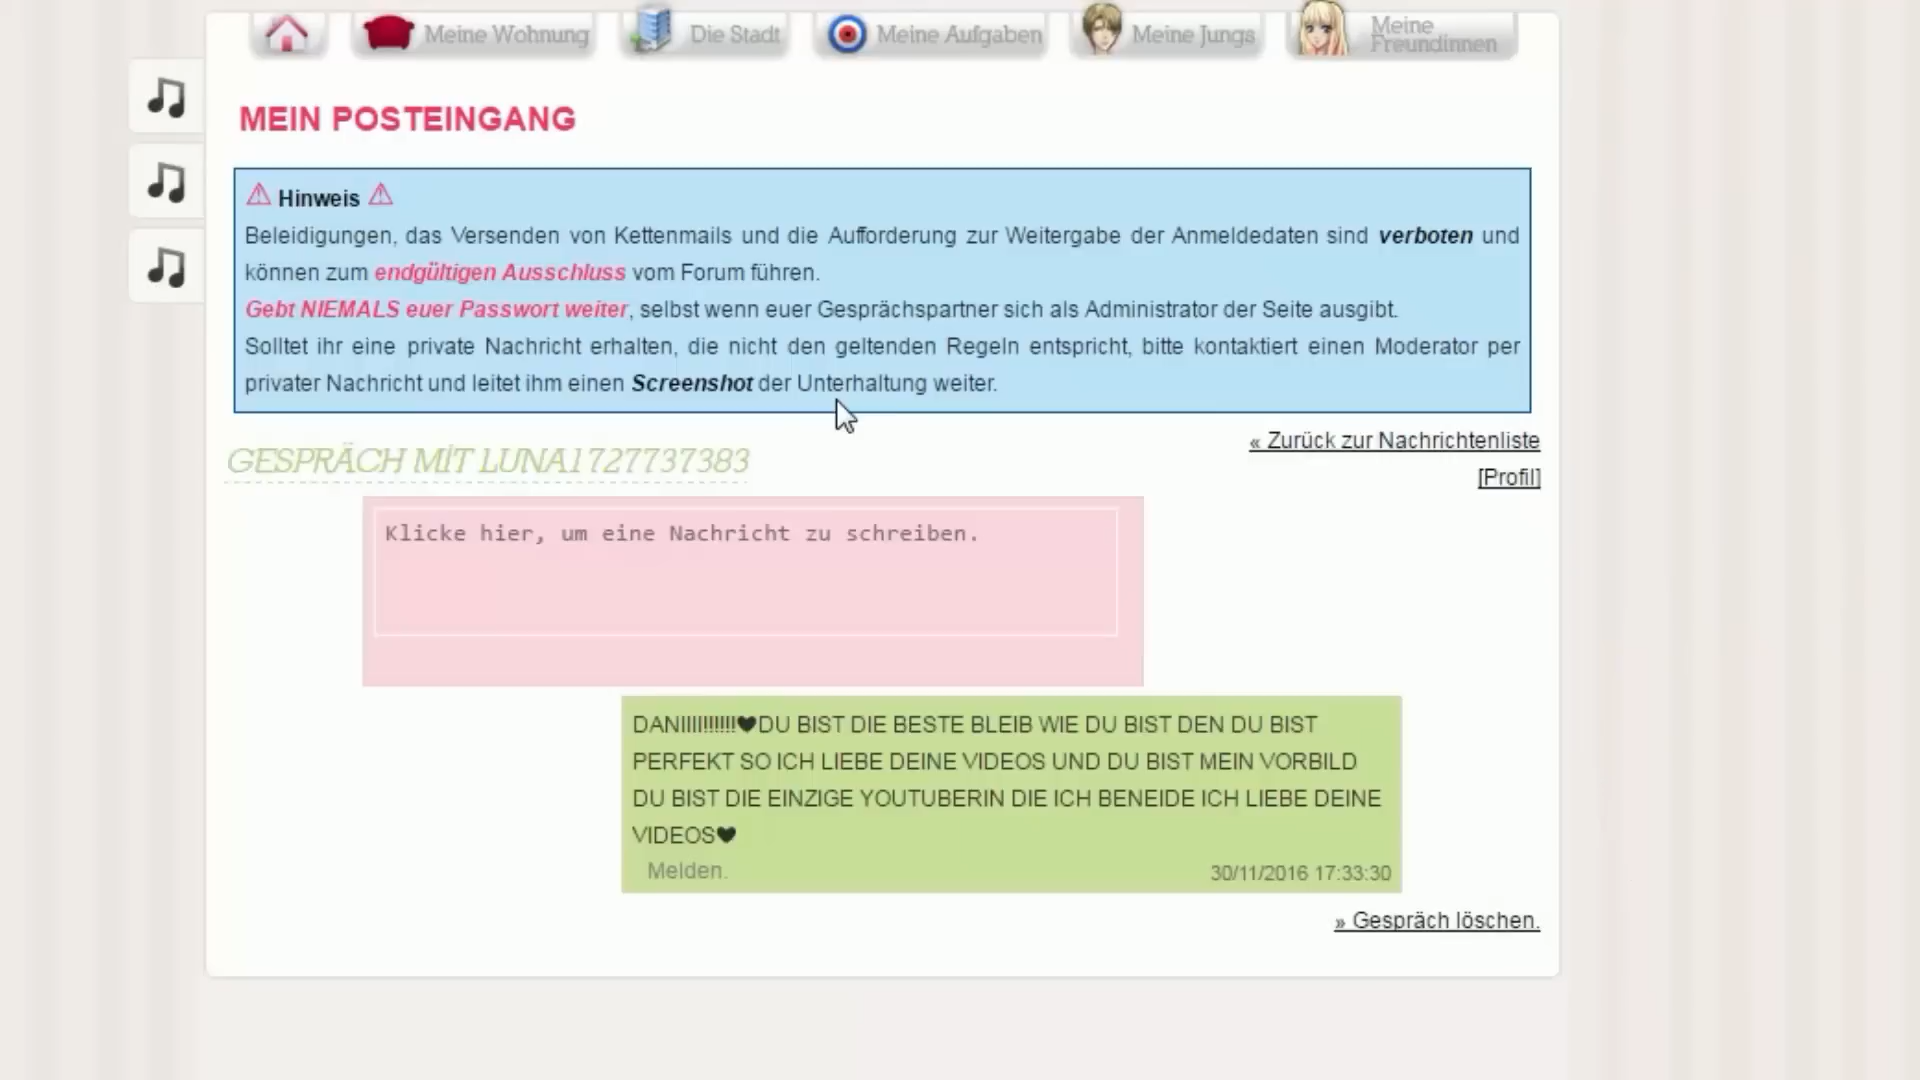 Meine Wohnung
Die Stadt
Meine Aufgaben
Meine Jungs
Meine
Freundinnen
MEIN POSTEINGANG
⚠ Hinweis ⚠
Beleidigungen, das Versenden von Kettenmails und die Aufforderung zur Weitergabe der Anmeldedaten sind verboten und
können zum endgültigen Ausschluss vom Forum führen.
Gebt NIEMALS euer Passwort weiter, selbst wenn euer Gesprächspartner sich als Administrator der Seite ausgibt.
Solltet ihr eine private Nachricht erhalten, die nicht den geltenden Regeln entspricht, bitte kontaktiert einen Moderator per
privater Nachricht und leitet ihm einen Screenshot der Unterhaltung weiter.
« Zurück zur Nachrichtenliste
GESPRÄCH MIT LUNA1727737383
[Profil]
Klicke hier, um eine Nachricht zu schreiben.
DANIIIII!!!!!!!♥DU BIST DIE BESTE BLEIB WIE DU BIST DEN DU BIST
PERFEKT SO ICH LIEBE DEINE VIDEOS UND DU BIST MEIN VORBILD
DU BIST DIE EINZIGE YOUTUBERIN DIE ICH BENEIDE ICH LIEBE DEINE
VIDEOS♥
Melden. 30/11/2016 17:33:30
» Gespräch löschen.